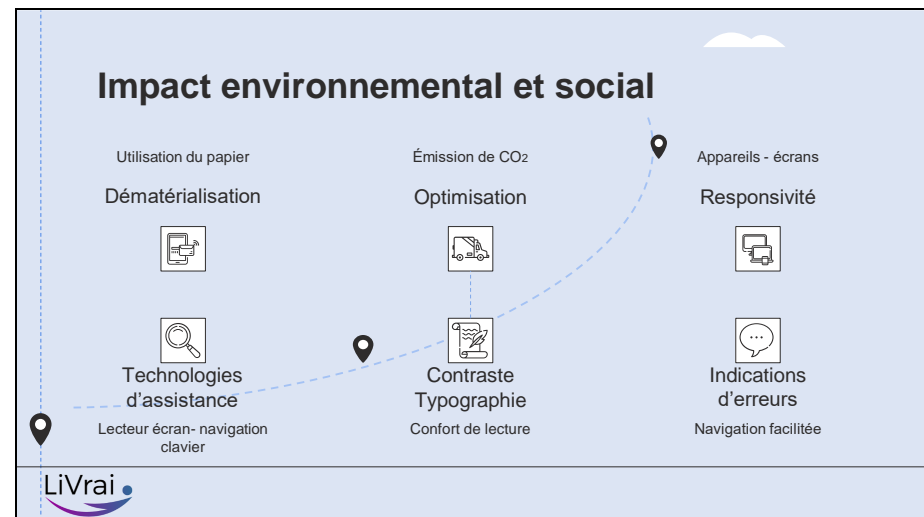 Impact environnemental et social
Utilisation du papier
Dématérialisation
Émission de CO2
Optimisation
Appareils - écrans
Responsivité
Technologies
d’assistance
Lecteur écran- navigation
clavier
Contraste
Typographie
Confort de lecture
Indications
d’erreurs
Navigation facilitée
LiVrai